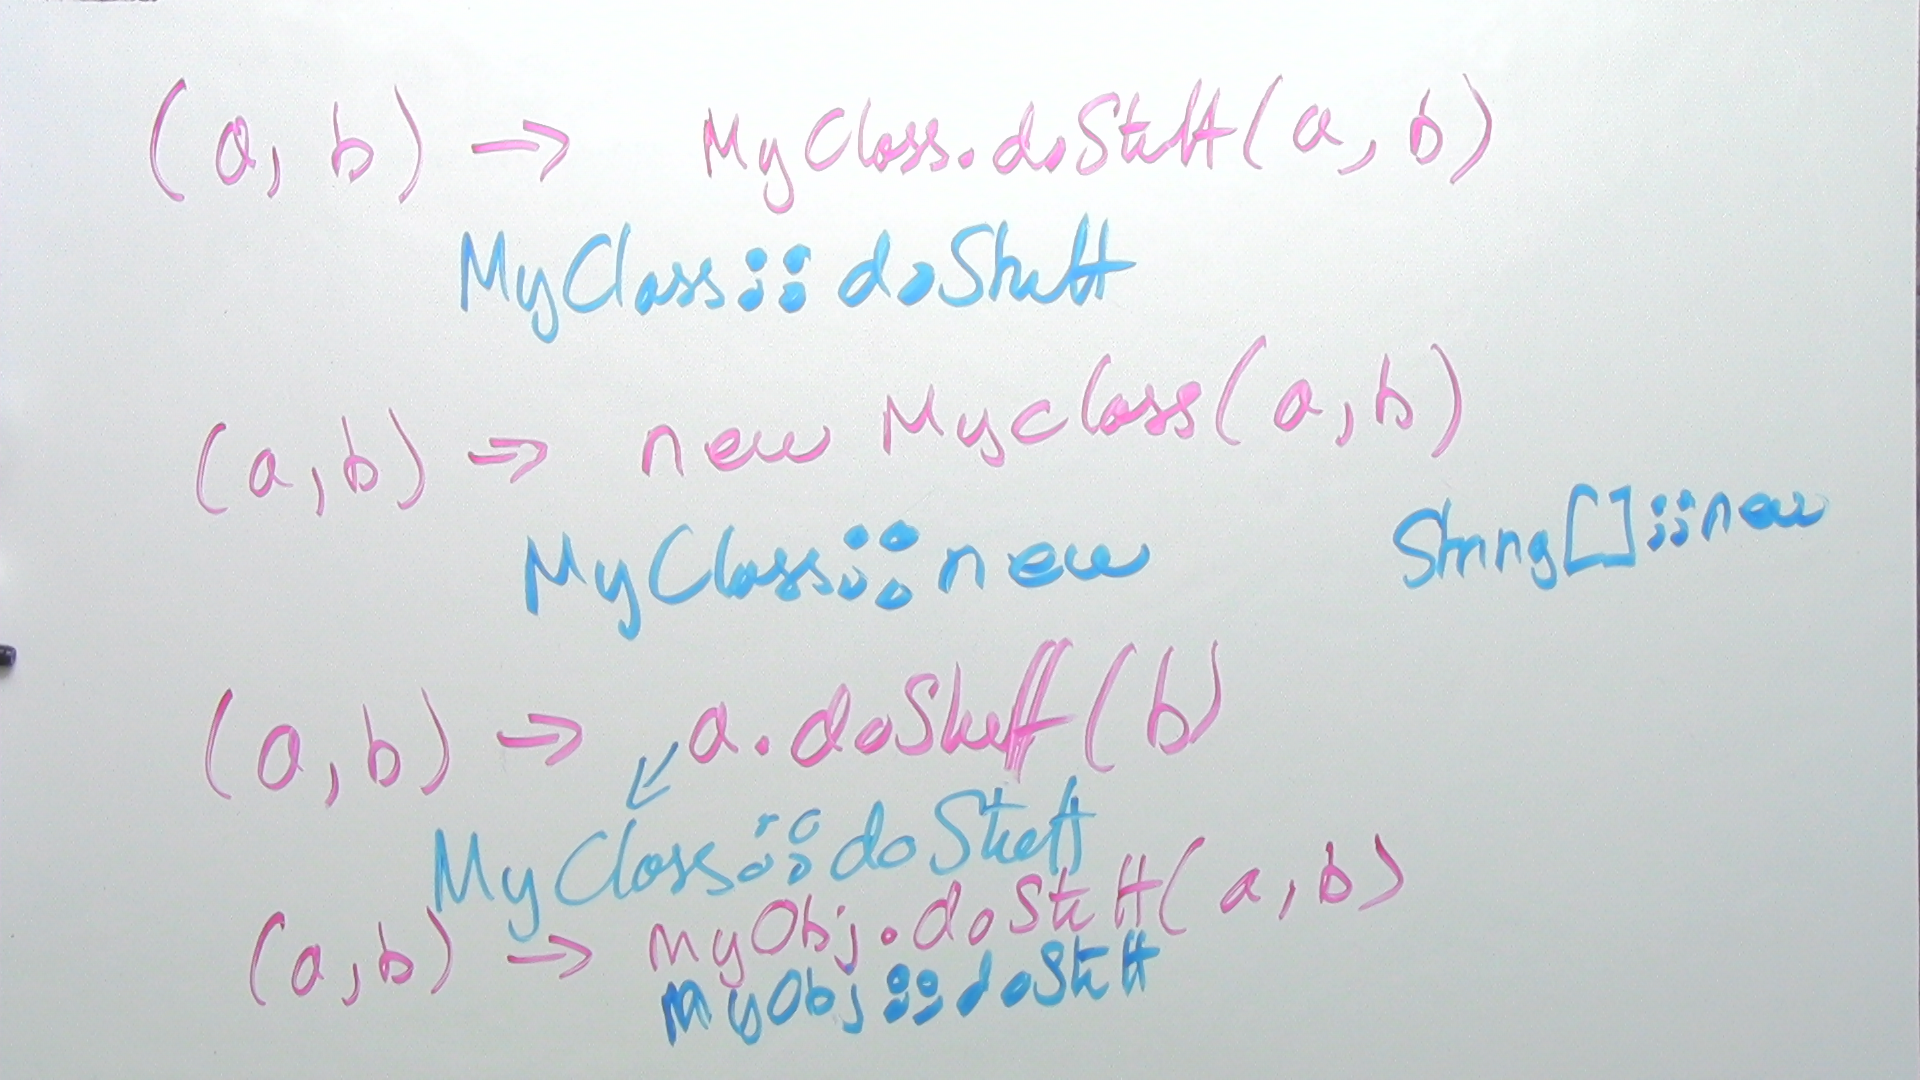 (a, b) → MyClass.doStuff(a, b)
MyClass::doStuff
(a, b) → new Myclass(a, b)
MyClass::new
String[]::new
(a, b) → a.doStuff(b)
MyClass::doStuff
(a, b) → myObj.doStuff(a, b)
myObj::doStuff